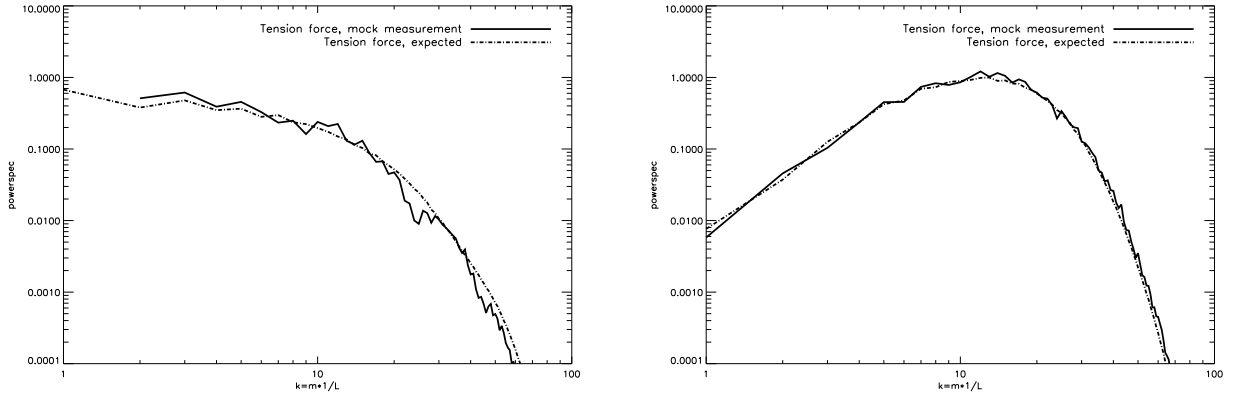 10.0000
1.0000
0.1000
0.0100
0.0010
0.0001
powerspec
Tension force, mock measurement
Tension force, expected
1
10
100
k=m*1/L
10.0000
1.0000
0.1000
0.0100
0.0010
0.0001
powerspec
Tension force, mock measurement
Tension force, expected
1
10
100
k=m*1/L